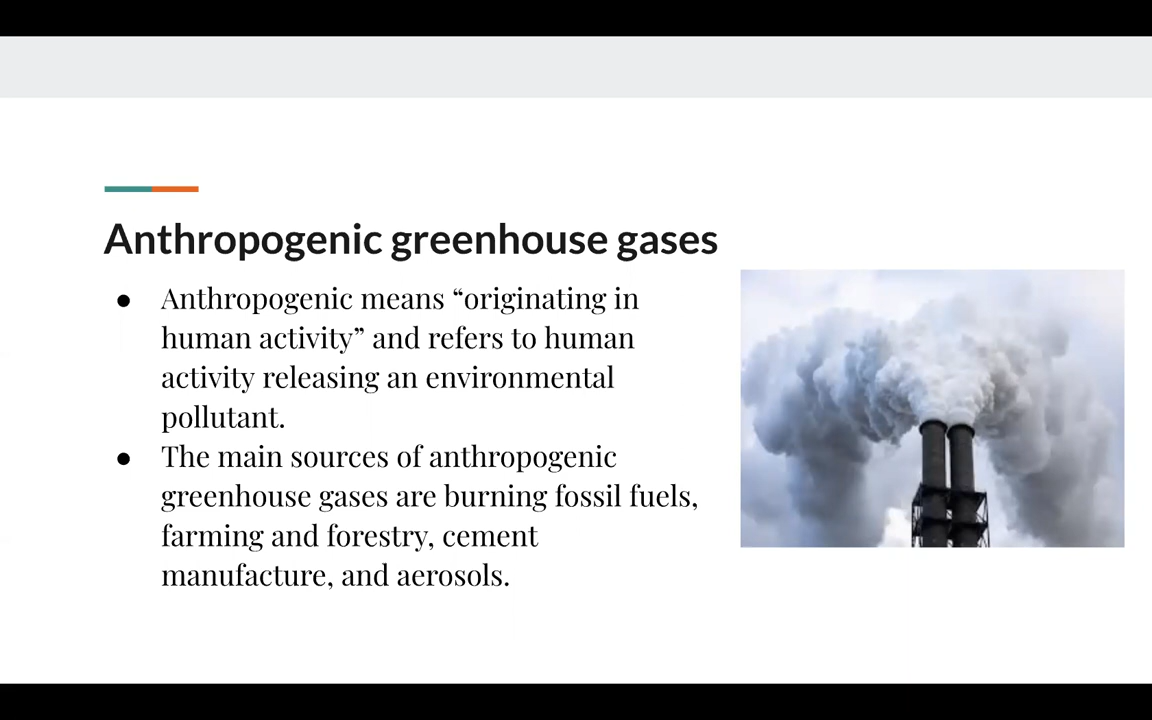 Anthropogenic greenhouse gases
● Anthropogenic means “originating in
human activity” and refers to human
activity releasing an environmental
pollutant.
● The main sources of anthropogenic
greenhouse gases are burning fossil fuels,
farming and forestry, cement
manufacture, and aerosols.